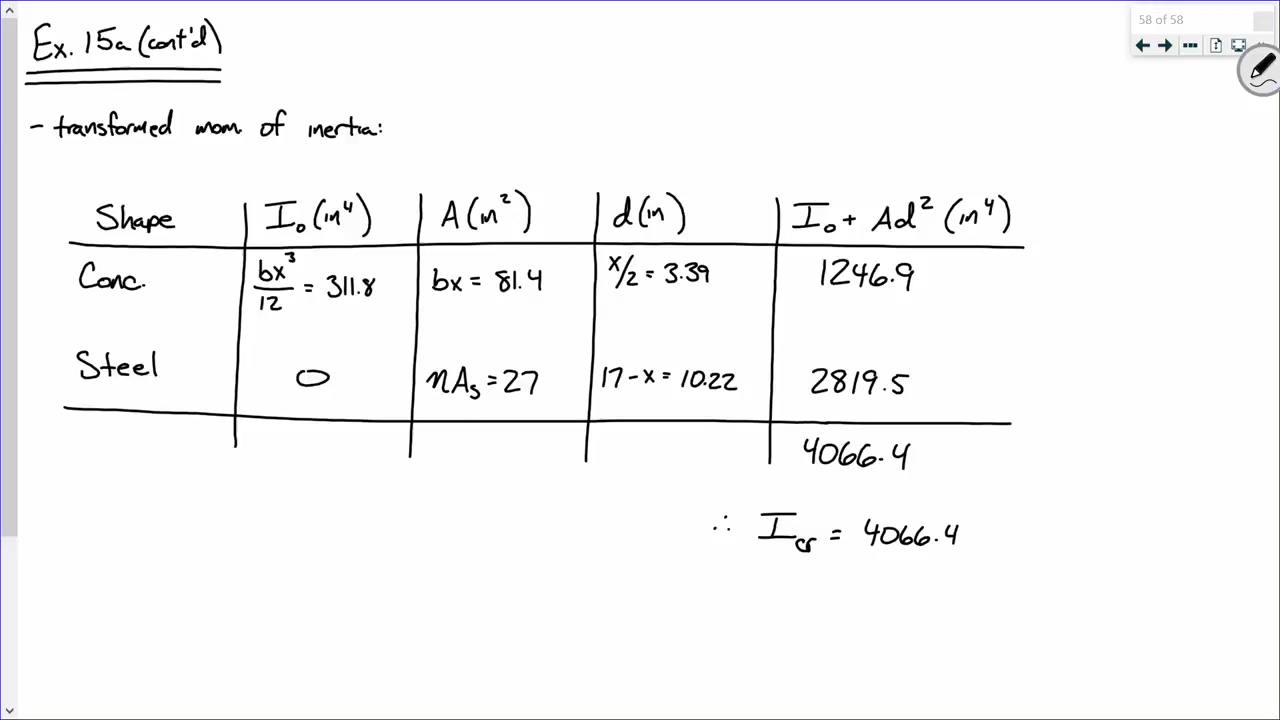 58 of 58
Ex. 15a (cont'd)
- transformed mom. of inertia:
Shape | I₀ (in⁴) | A (in²) | d (in) | I₀ + Ad² (in⁴)
Conc. | bx³/12 = 311.8 | bx = 81.4 | x/2 = 3.39 | 1246.9
Steel | 0 | nAs = 27 | 17 - x = 10.22 | 2819.5
4066.4
∴ Icr = 4066.4